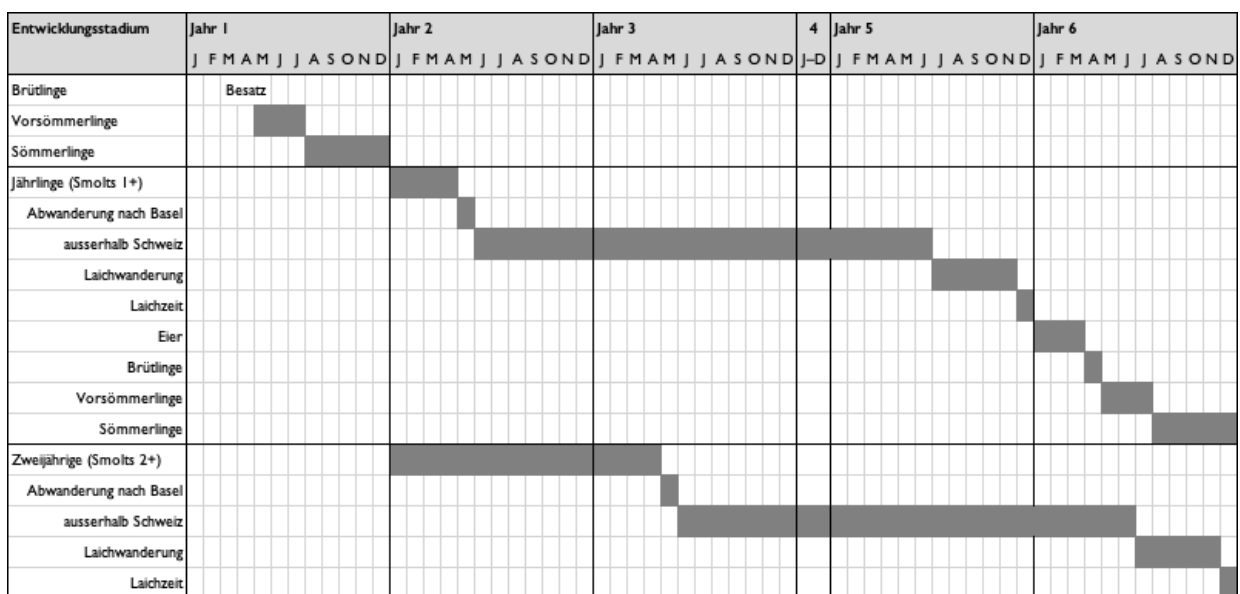 Entwicklungsstadium Jahr 1 Jahr 2 Jahr 3 4 Jahr 5 Jahr 6
J F M A M J J A S O N D J F M A M J J A S O N D J F M A M J J A S O N D J–D J F M A M J J A S O N D J F M A M J J A S O N D
Brütlinge Besatz
Vorsömmerlinge
Sömmerlinge
Jährlinge (Smolts 1+)
Abwanderung nach Basel
ausserhalb Schweiz
Laichwanderung
Laichzeit
Eier
Brütlinge
Vorsömmerlinge
Sömmerlinge
Zweijährige (Smolts 2+)
Abwanderung nach Basel
ausserhalb Schweiz
Laichwanderung
Laichzeit